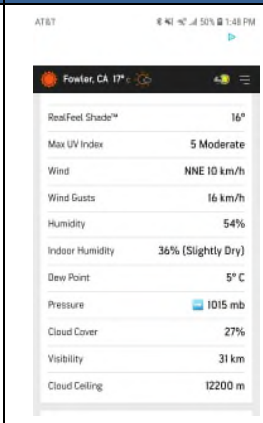 AT&T 50% 1:48 PM
Fowler, CA 17° c
RealFeel Shade™ 16°
Max UV Index 5 Moderate
Wind NNE 10 km/h
Wind Gusts 16 km/h
Humidity 54%
Indoor Humidity 36% (Slightly Dry)
Dew Point 5° C
Pressure 1015 mb
Cloud Cover 27%
Visibility 31 km
Cloud Ceiling 12200 m